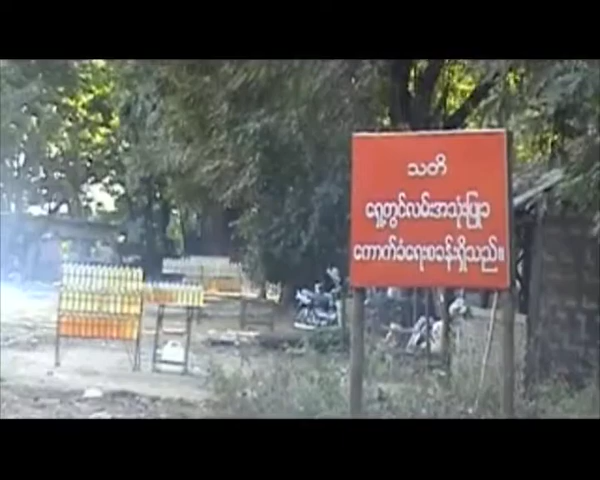 သတိ
ရှေ့တွင်လမ်းအသုံးပြုခ
ကောက်ခံရေးစခန်းရှိသည်။